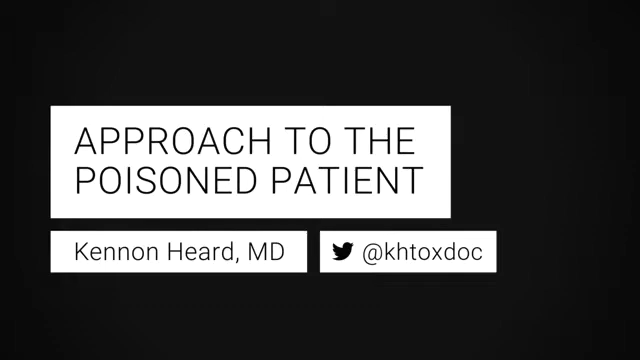 APPROACH TO THE
POISONED PATIENT
Kennon Heard, MD
@khtoxdoc